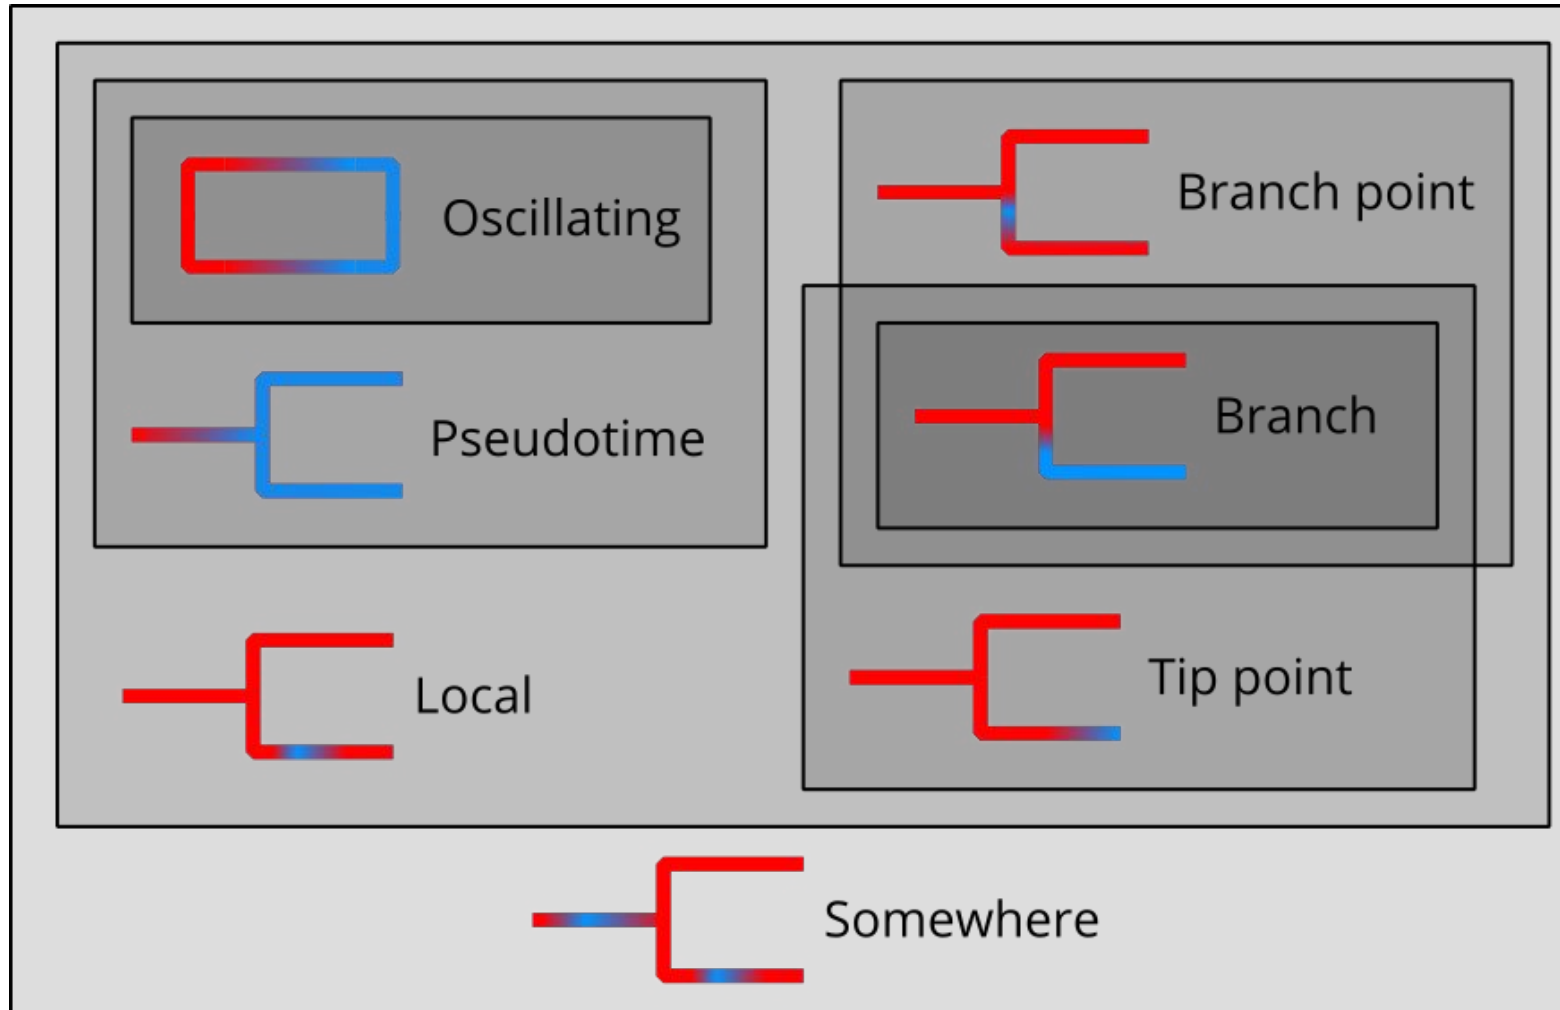 Oscillating
Branch point
Pseudotime
Branch
Local
Tip point
Somewhere